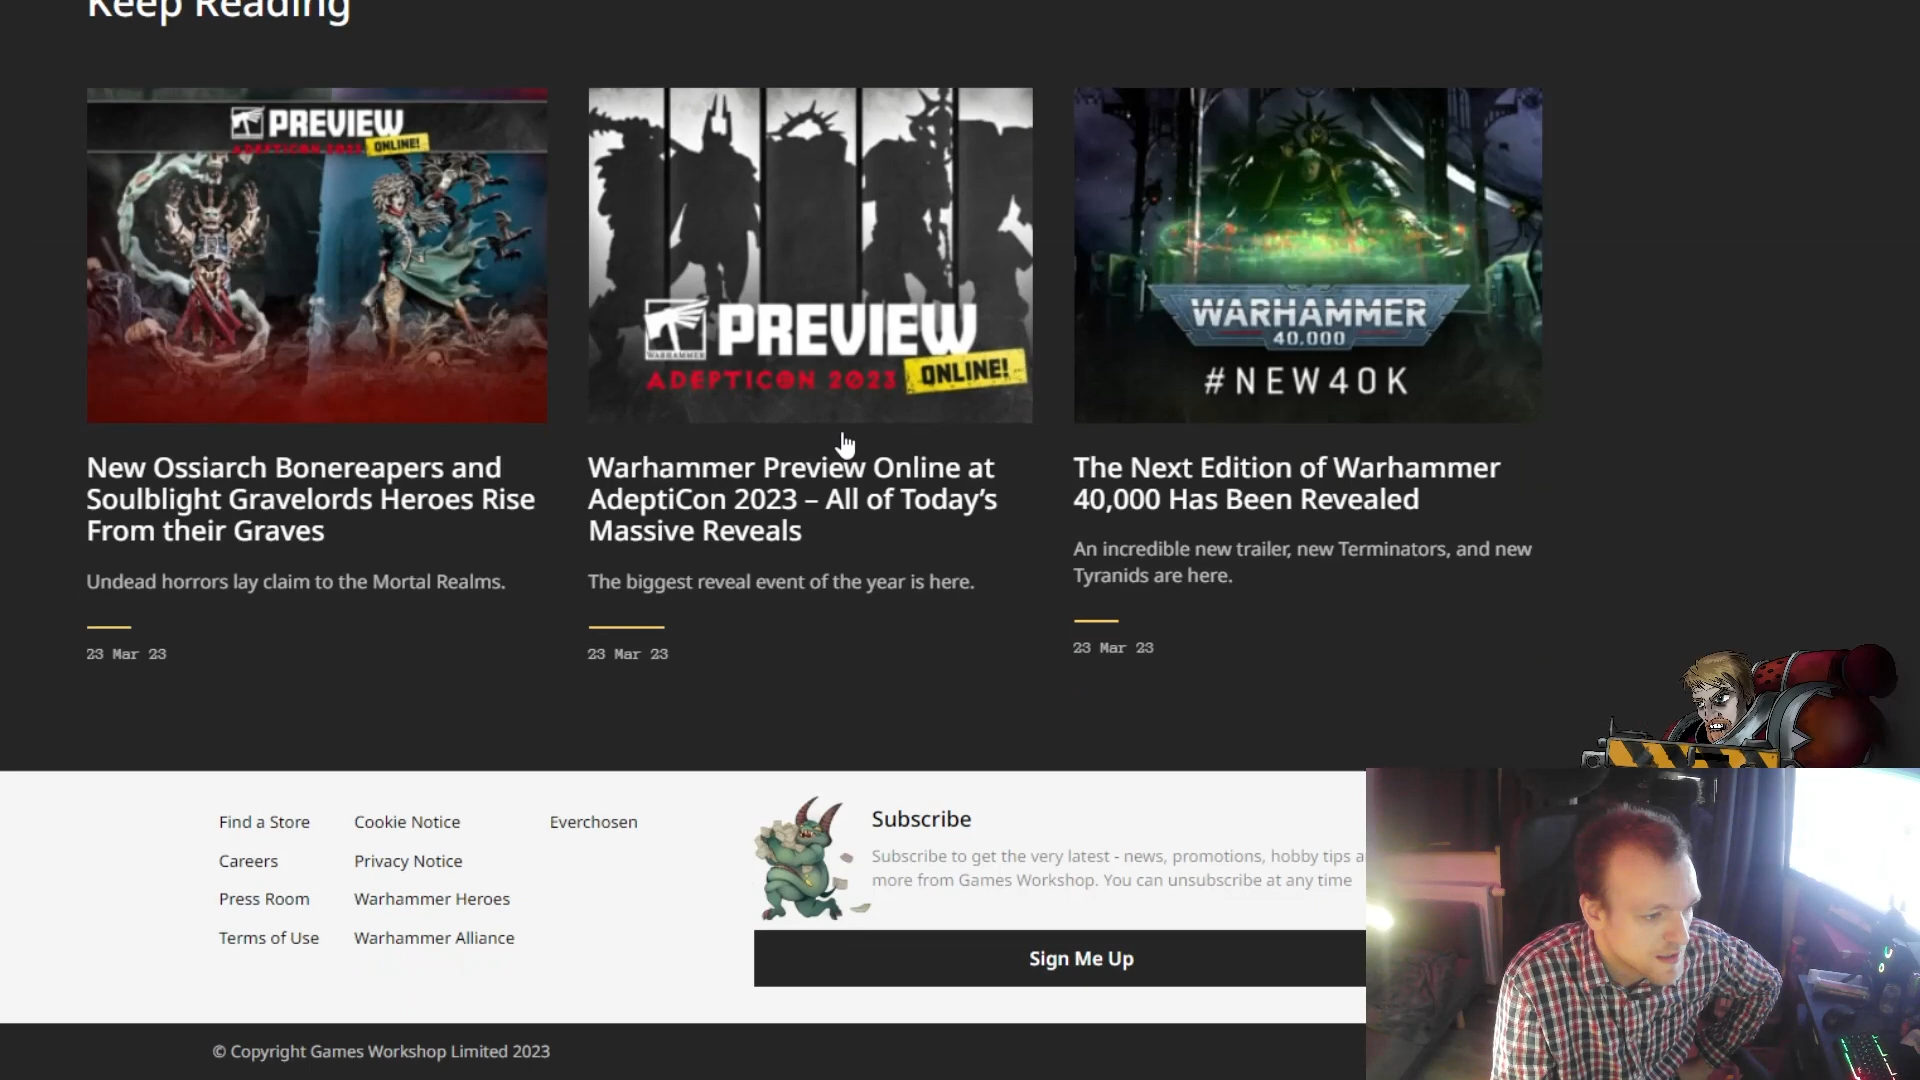 Keep Reading
PREVIEW
ADEPTICON 2023 ONLINE!
WARHAMMER
PREVIEW
ADEPTICON 2023 ONLINE!
WARHAMMER
40,000
#NEW40K
New Ossiarch Bonereapers and
Soulblight Gravelords Heroes Rise
From their Graves
Undead horrors lay claim to the Mortal Realms.
23 Mar 23
Warhammer Preview Online at
AdeptiCon 2023 – All of Today’s
Massive Reveals
The biggest reveal event of the year is here.
23 Mar 23
The Next Edition of Warhammer
40,000 Has Been Revealed
An incredible new trailer, new Terminators, and new
Tyranids are here.
23 Mar 23
Find a Store
Careers
Press Room
Terms of Use
Cookie Notice
Privacy Notice
Warhammer Heroes
Warhammer Alliance
Everchosen
Subscribe
Subscribe to get the very latest - news, promotions, hobby tips a
more from Games Workshop. You can unsubscribe at any time
Sign Me Up
© Copyright Games Workshop Limited 2023